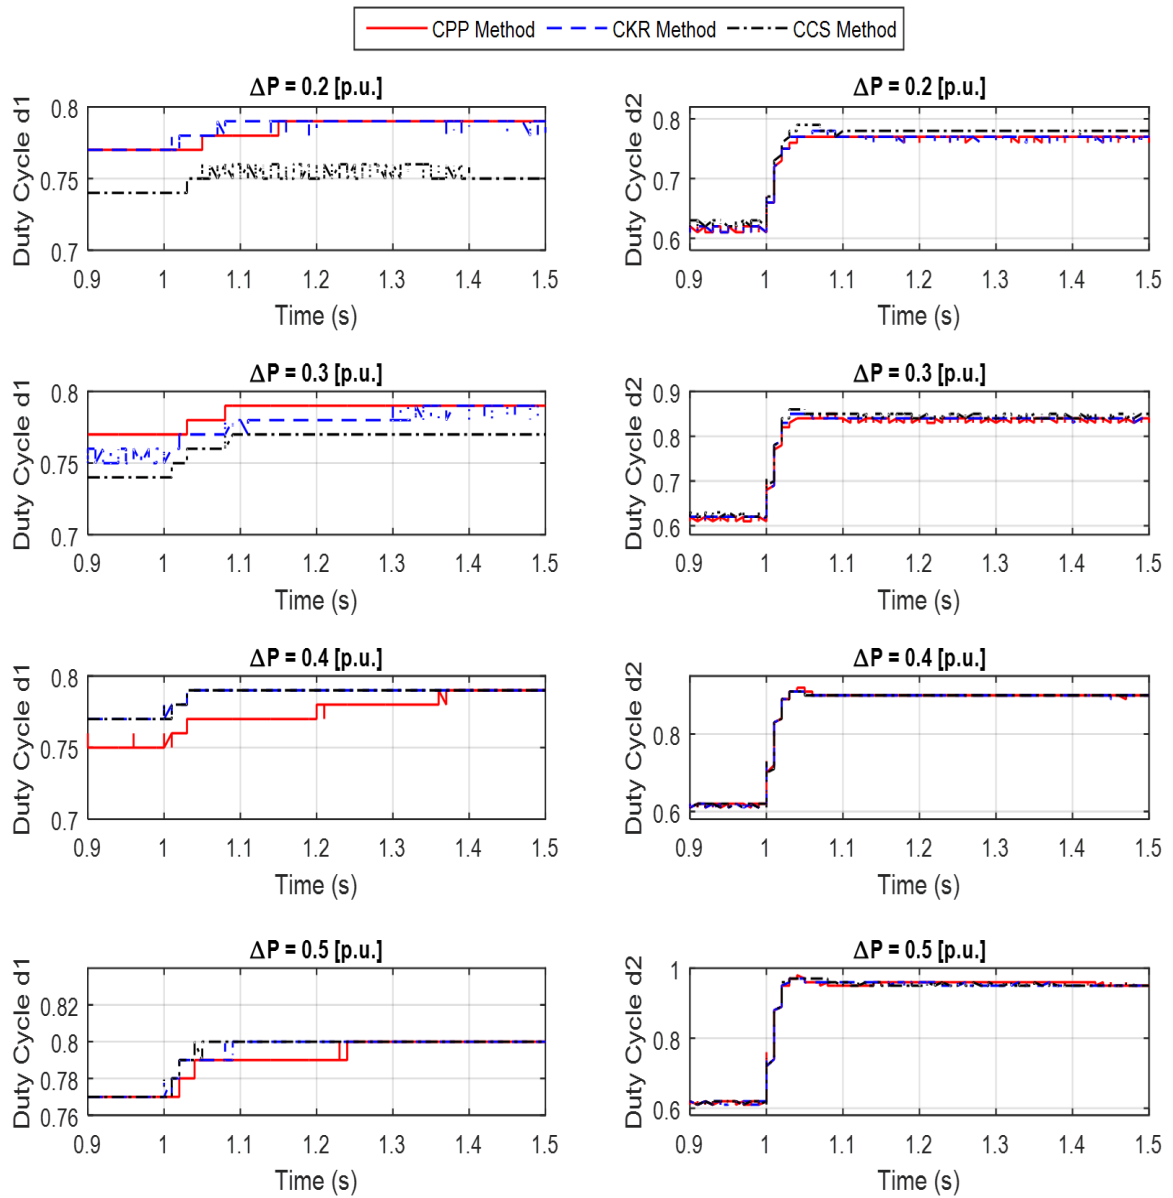 CPP Method CKR Method CCS Method
ΔP = 0.2 [p.u.]
Duty Cycle d1
0.8
0.75
0.7
0.9 1 1.1 1.2 1.3 1.4 1.5
Time (s)
ΔP = 0.2 [p.u.]
Duty Cycle d2
0.8
0.7
0.6
0.9 1 1.1 1.2 1.3 1.4 1.5
Time (s)
ΔP = 0.3 [p.u.]
Duty Cycle d1
0.8
0.75
0.7
0.9 1 1.1 1.2 1.3 1.4 1.5
Time (s)
ΔP = 0.3 [p.u.]
Duty Cycle d2
0.9
0.8
0.7
0.6
0.9 1 1.1 1.2 1.3 1.4 1.5
Time (s)
ΔP = 0.4 [p.u.]
Duty Cycle d1
0.8
0.75
0.7
0.9 1 1.1 1.2 1.3 1.4 1.5
Time (s)
ΔP = 0.4 [p.u.]
Duty Cycle d2
0.8
0.6
0.9 1 1.1 1.2 1.3 1.4 1.5
Time (s)
ΔP = 0.5 [p.u.]
Duty Cycle d1
0.82
0.8
0.78
0.76
0.9 1 1.1 1.2 1.3 1.4 1.5
Time (s)
ΔP = 0.5 [p.u.]
Duty Cycle d2
1
0.8
0.6
0.9 1 1.1 1.2 1.3 1.4 1.5
Time (s)